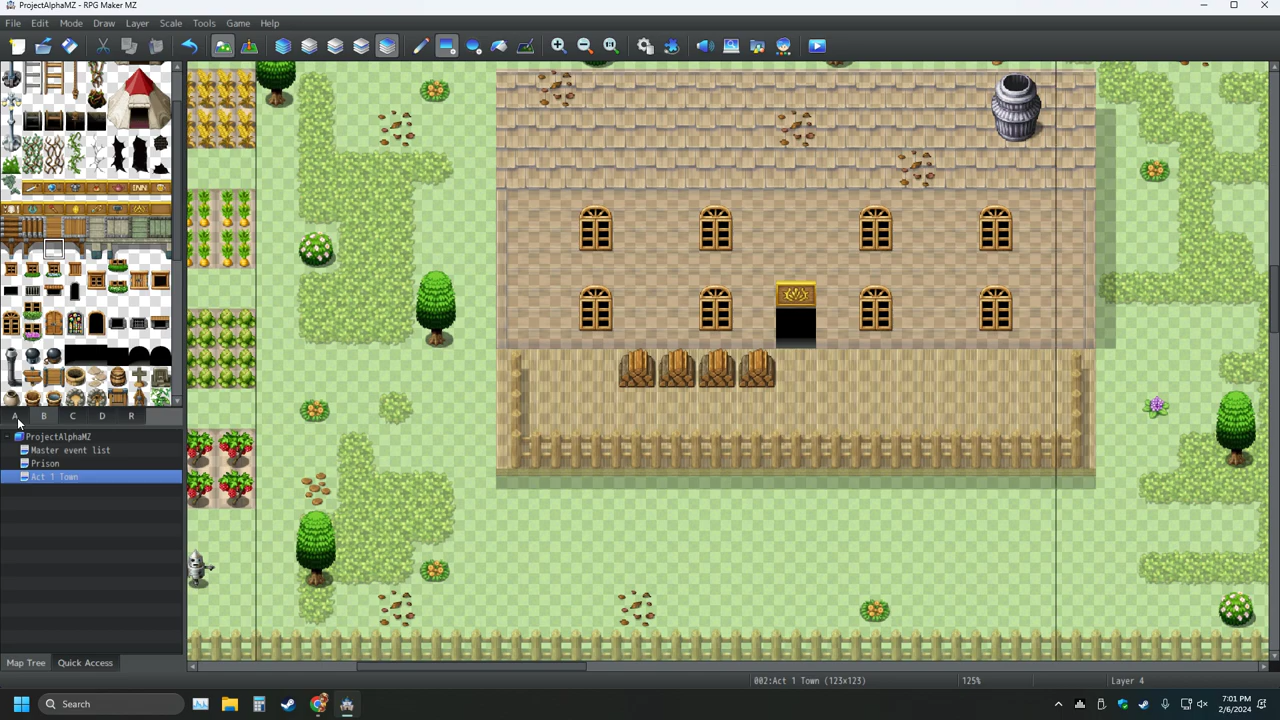 ProjectAlphaMZ - RPG Maker MZ
File Edit Mode Draw Layer Scale Tools Game Help
INN
A B C D R
ProjectAlphaMZ
Master event list
Prison
Act 1 Town
Map Tree Quick Access
002:Act 1 Town (123x123) 125% Layer 4
Search
7:01 PM
2/6/2024